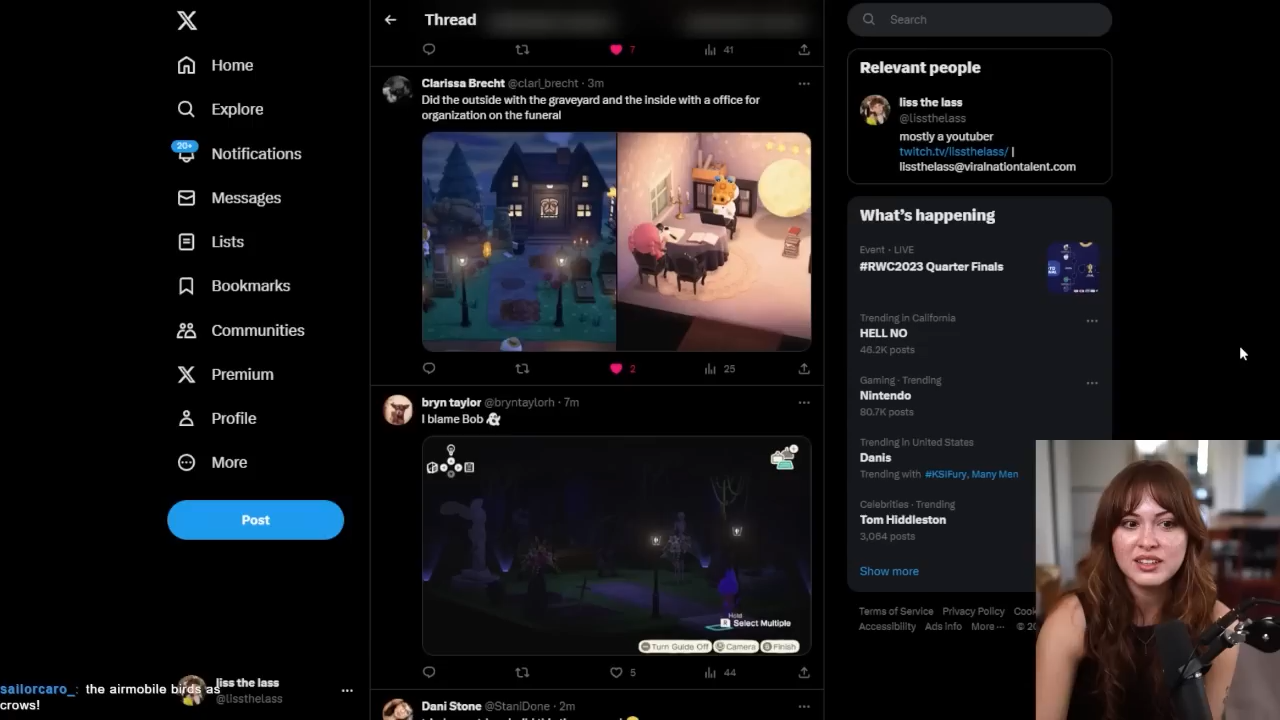 Home
Explore
20+
Notifications
Messages
Lists
Bookmarks
Communities
Premium
Profile
More
Post
liss the lass
@lissthelass
sailorcaro_: the airmobile birds as
crows!
Thread
7
41
Clarissa Brecht @clari_brecht · 3m
Did the outside with the graveyard and the inside with a office for
organization on the funeral
2
25
bryn taylor @bryntaylorh · 7m
I blame Bob
Hold
R Select Multiple
Turn Guide Off
Camera
Finish
5
44
Dani Stone @StaniDone · 2m
Search
Relevant people
liss the lass
@lissthelass
mostly a youtuber
twitch.tv/lissthelass/ |
lissthelass@viralnationtalent.com
What's happening
Event · LIVE
#RWC2023 Quarter Finals
Trending in California
HELL NO
46.2K posts
Gaming · Trending
Nintendo
80.7K posts
Trending in United States
Danis
Trending with #KSIFury, Many Men
Celebrities · Trending
Tom Hiddleston
3,064 posts
Show more
Terms of Service Privacy Policy Cook
Accessibility Ads info More ··· © 20